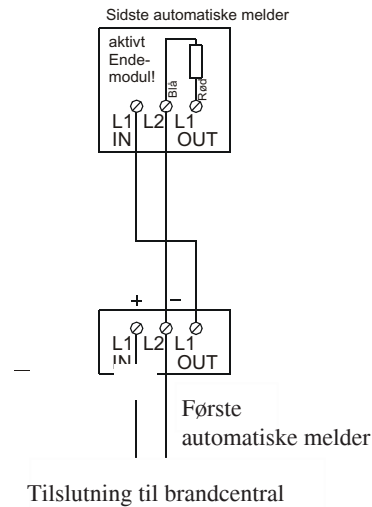 Sidste automatiske melder
aktivt
Ende-
modul!
Blå
Rød
L1 L2 L1
IN OUT
+ −
L1 L2 L1
IN OUT
Første
automatiske melder
Tilslutning til brandcentral